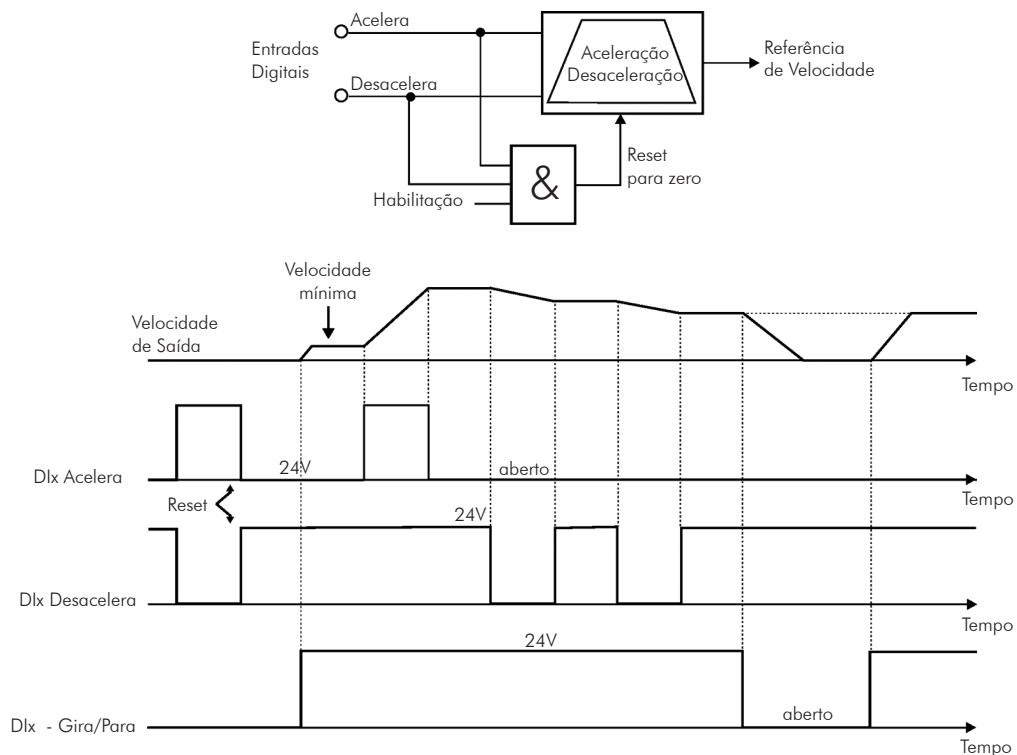 Acelera
Entradas
Digitais
Desacelera
Aceleração
Desaceleração
Referência
de Velocidade
&
Reset
para zero
Habilitação
Velocidade
mínima
Velocidade
de Saída
Tempo
24V
aberto
DIx Acelera
Tempo
Reset
24V
DIx Desacelera
Tempo
24V
aberto
DIx - Gira/Para
Tempo